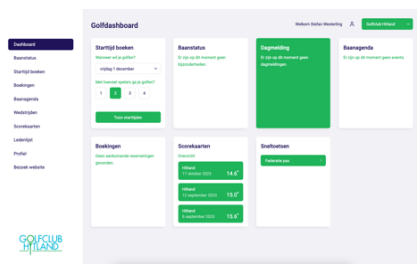 Golfdashboard
Welkom Stefan Westerling
Golfclub Hitland
Dashboard
Baanstatus
Starttijd boeken
Boekingen
Baanagenda
Wedstrijden
Scorekaarten
Ledenlijst
Profiel
Bezoek website
GOLFCLUB
HITLAND
Starttijd boeken
Wanneer wil je golfen?
vrijdag 1 december
Met hoeveel spelers ga je golfen?
1 2 3 4
Toon starttijden
Baanstatus
Er zijn op dit moment geen
bijzonderheden.
Dagmelding
Er zijn op dit moment geen
dagmeldingen.
Baanagenda
Er zijn op dit moment geen events.
Boekingen
Geen aankomende reserveringen
gevonden.
Scorekaarten
Overzicht
Hitland
17 oktober 2023
14.6
Hitland
12 september 2023
15.0
Hitland
5 september 2023
15.6
Sneltoetsen
Federatie pas